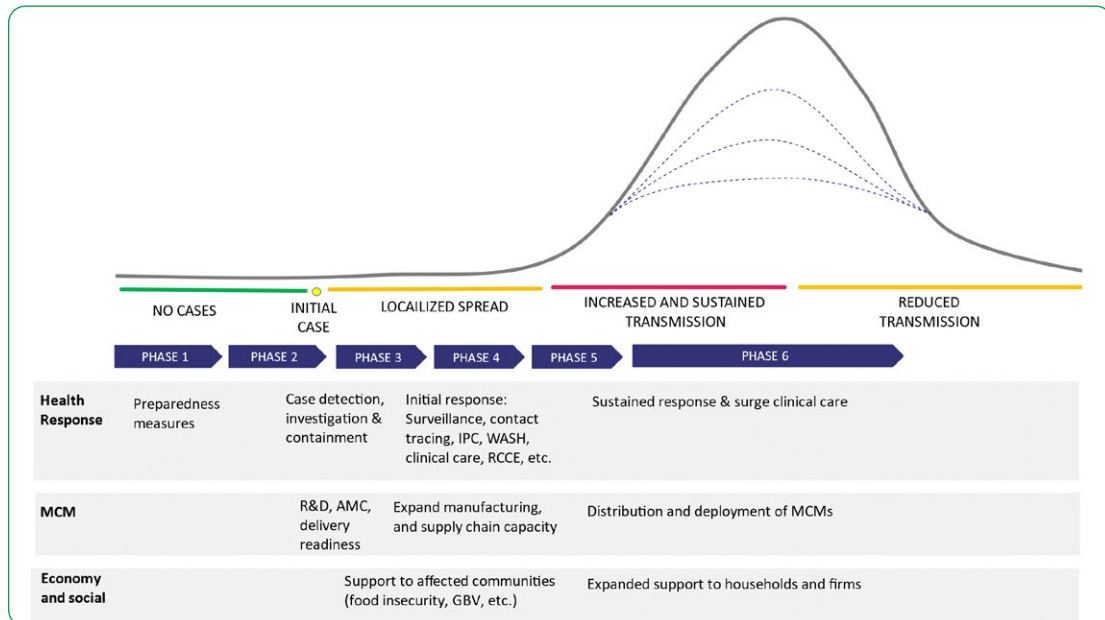 NO CASES
INITIAL
CASE
LOCAILIZED SPREAD
INCREASED AND SUSTAINED
TRANSMISSION
REDUCED
TRANSMISSION
PHASE 1
PHASE 2
PHASE 3
PHASE 4
PHASE 5
PHASE 6
Health
Response
Preparedness
measures
Case detection,
investigation &
containment
Initial response:
Surveillance, contact
tracing, IPC, WASH,
clinical care, RCCE, etc.
Sustained response & surge clinical care
MCM
R&D, AMC,
delivery
readiness
Expand manufacturing,
and supply chain capacity
Distribution and deployment of MCMs
Economy
and social
Support to affected communities
(food insecurity, GBV, etc.)
Expanded support to households and firms